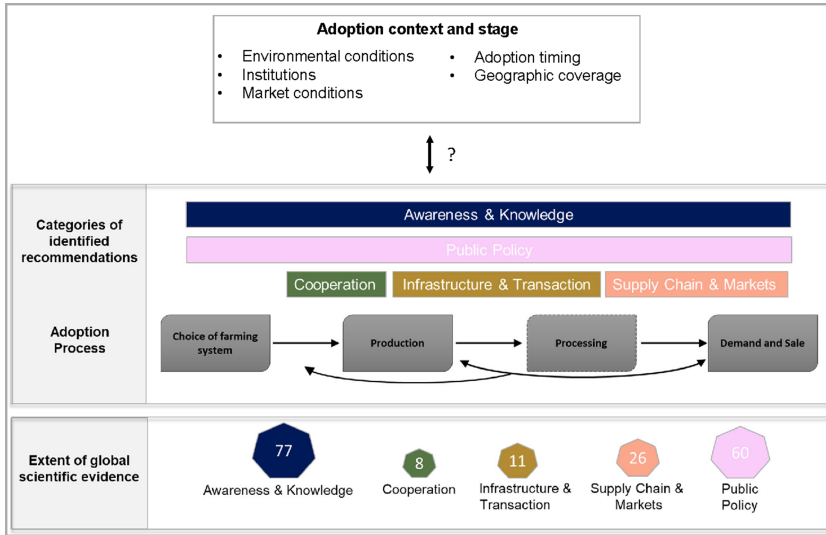 Adoption context and stage
• Environmental conditions
• Institutions
• Market conditions
• Adoption timing
• Geographic coverage
?
Categories of
identified
recommendations
Awareness & Knowledge
Public Policy
Cooperation
Infrastructure & Transaction
Supply Chain & Markets
Adoption
Process
Choice of farming
system
Production
Processing
Demand and Sale
Extent of global
scientific evidence
77
Awareness & Knowledge
8
Cooperation
11
Infrastructure &
Transaction
26
Supply Chain &
Markets
60
Public
Policy